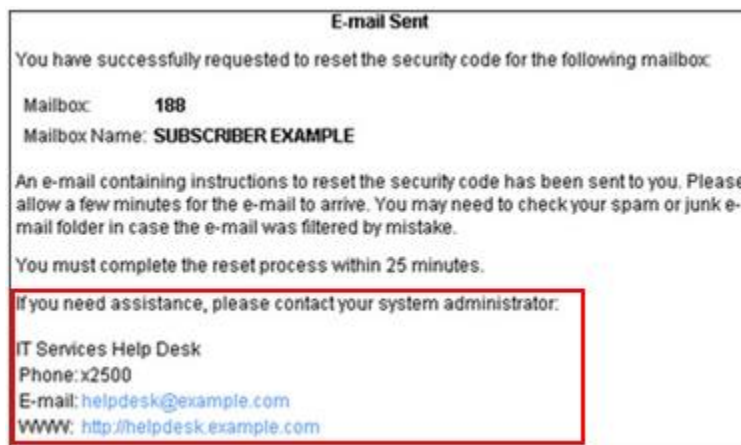 E-mail Sent
You have successfully requested to reset the security code for the following mailbox:
Mailbox: 188
Mailbox Name: SUBSCRIBER EXAMPLE
An e-mail containing instructions to reset the security code has been sent to you. Please
allow a few minutes for the e-mail to arrive. You may need to check your spam or junk e-
mail folder in case the e-mail was filtered by mistake.
You must complete the reset process within 25 minutes.
If you need assistance, please contact your system administrator:
IT Services Help Desk
Phone: x2500
E-mail: helpdesk@example.com
WWW: http://helpdesk.example.com